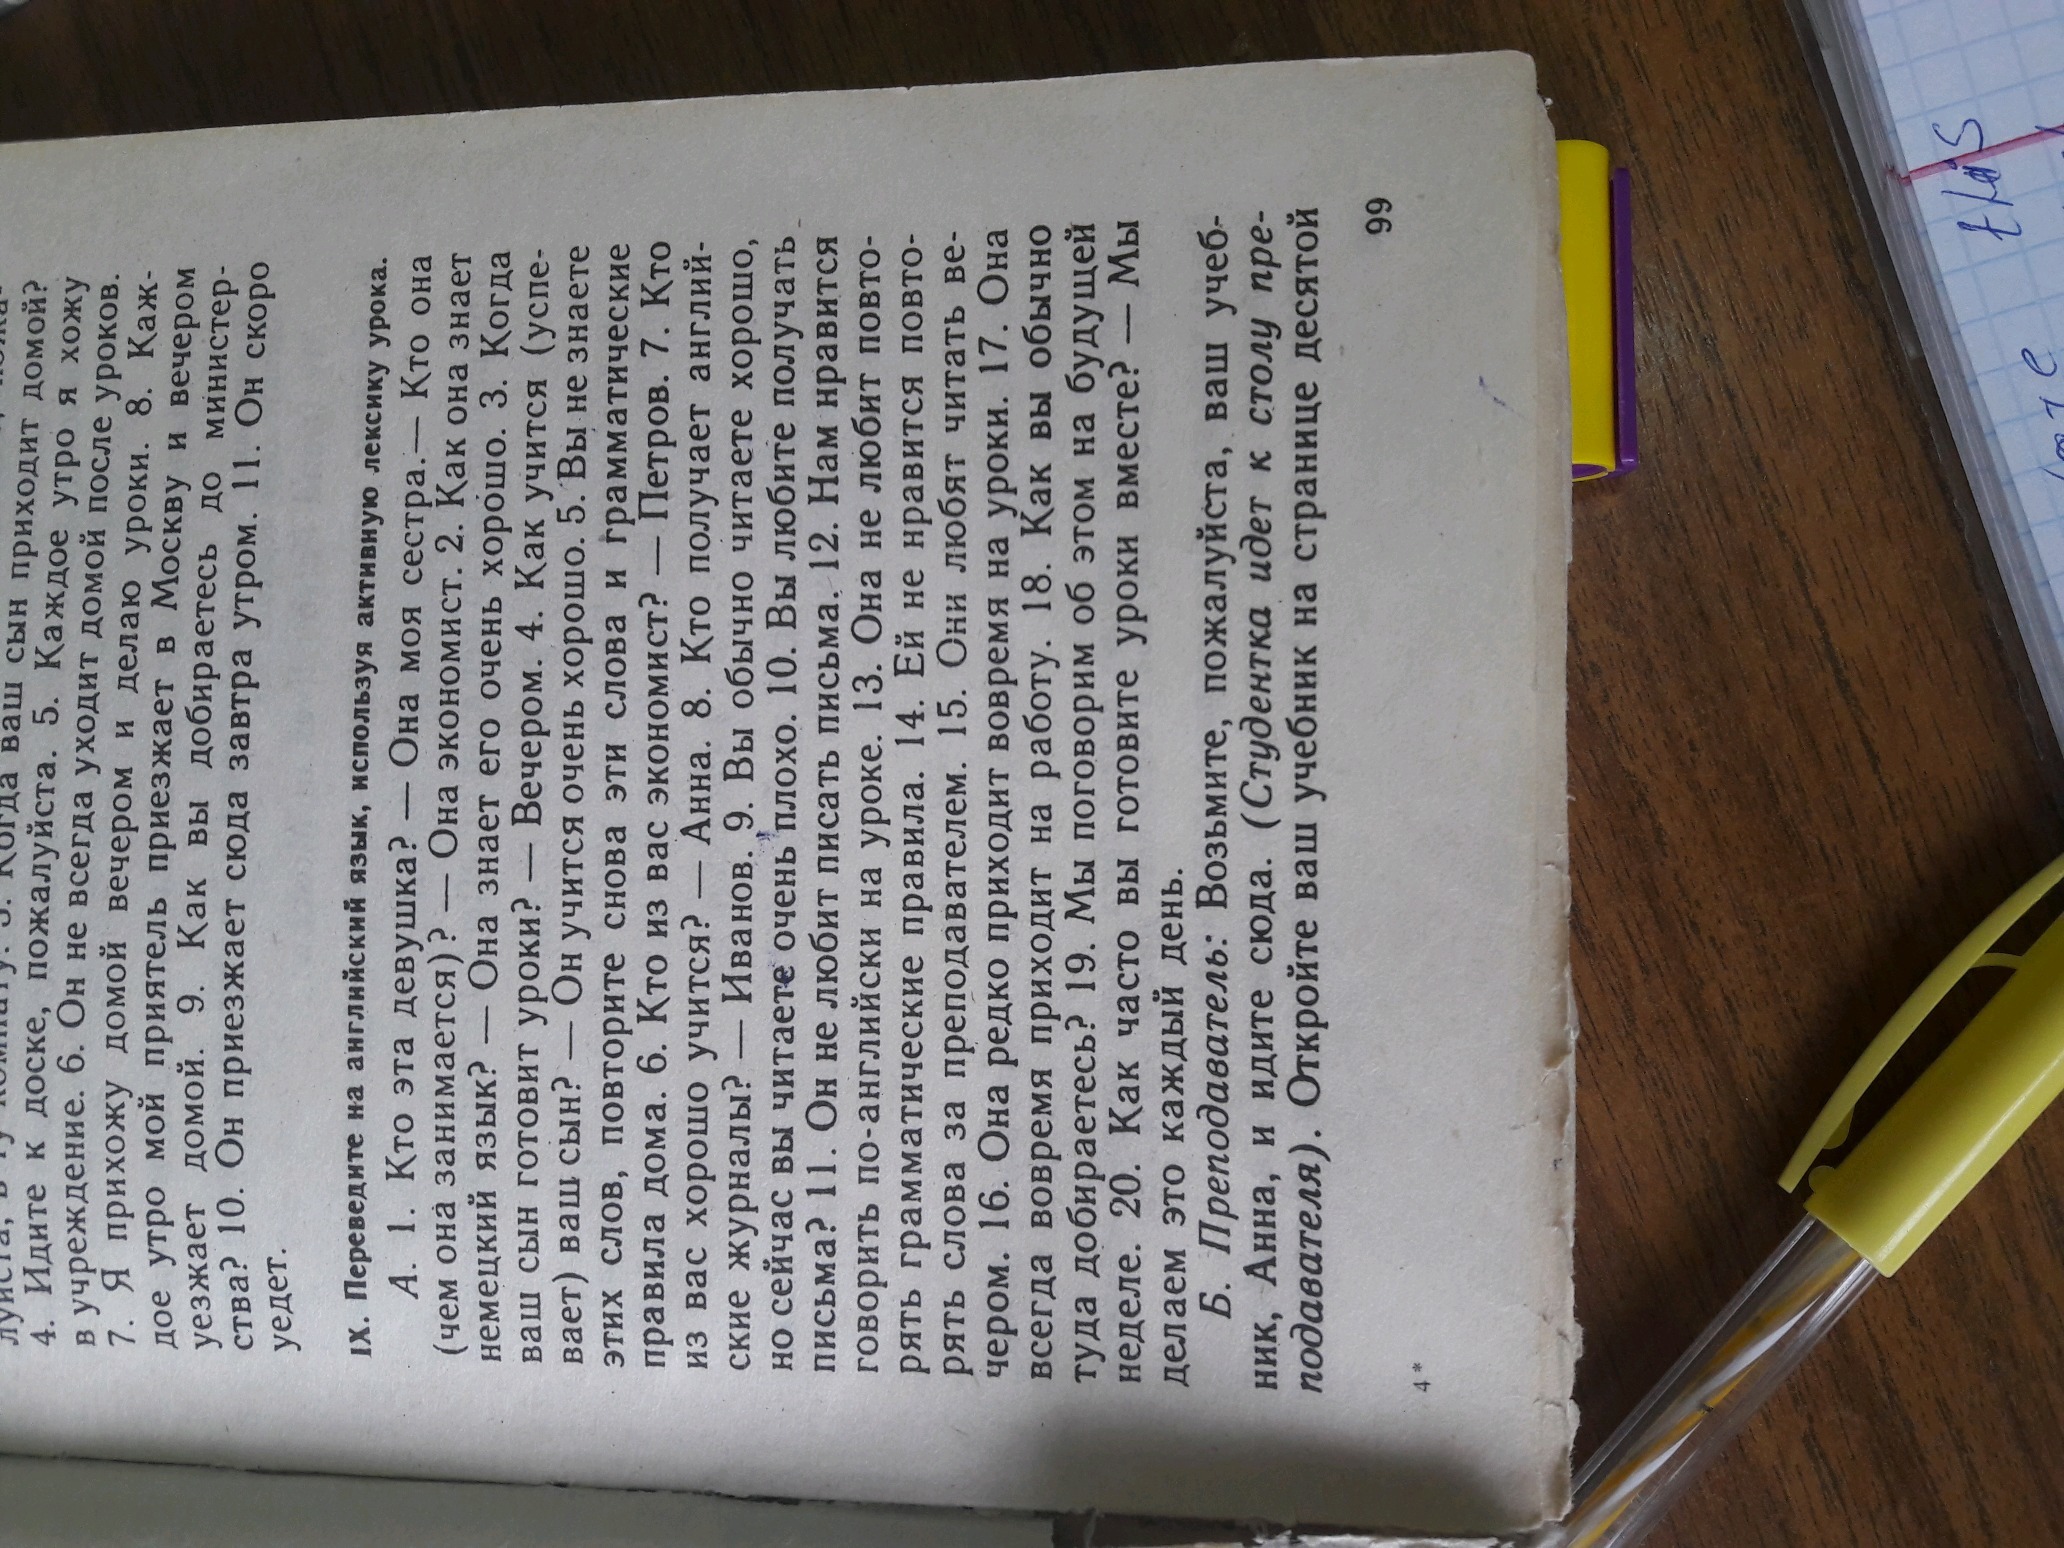 4. Идите к доске, пожалуйста. 5. Каждое утро я хожу
в учреждение. 6. Он не всегда уходит домой после уроков.
7. Я прихожу домой вечером и делаю уроки. 8. Каж-
дое утро мой приятель приезжает в Москву и вечером
уезжает домой. 9. Как вы добираетесь до министер-
ства? 10. Он приезжает сюда завтра утром. 11. Он скоро
уедет.
IX. Переведите на английский язык, используя активную лексику урока.
А. 1. Кто эта девушка? — Она моя сестра.— Кто она
(чем она занимается)? — Она экономист. 2. Как она знает
немецкий язык? — Она знает его очень хорошо. 3. Когда
ваш сын готовит уроки? — Вечером. 4. Как учится (успе-
вает) ваш сын? — Он учится очень хорошо. 5. Вы не знаете
этих слов, повторите снова эти слова и грамматические
правила дома. 6. Кто из вас экономист? — Петров. 7. Кто
из вас хорошо учится? — Анна. 8. Кто получает англий-
ские журналы? — Иванов. 9. Вы обычно читаете хорошо,
но сейчас вы читаете очень плохо. 10. Вы любите получать
письма? 11. Он не любит писать письма. 12. Нам нравится
говорить по-английски на уроке. 13. Она не любит повто-
рять грамматические правила. 14. Ей не нравится повто-
рять слова за преподавателем. 15. Они любят читать ве-
чером. 16. Она редко приходит вовремя на уроки. 17. Она
всегда вовремя приходит на работу. 18. Как вы обычно
туда добираетесь? 19. Мы поговорим об этом на будущей
неделе. 20. Как часто вы готовите уроки вместе? — Мы
делаем это каждый день.
Б. Преподаватель: Возьмите, пожалуйста, ваш учеб-
ник, Анна, и идите сюда. (Студентка идет к столу пре-
подавателя). Откройте ваш учебник на странице десятой
4*
99
this